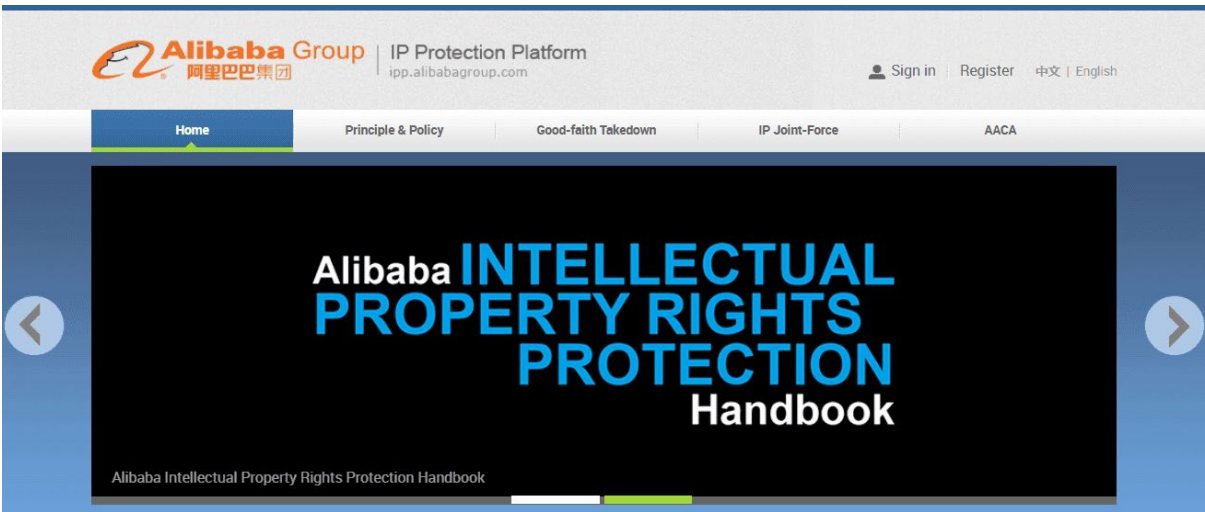 Alibaba Group
阿里巴巴集团
IP Protection Platform
ipp.alibabagroup.com
Sign in
Register
中文 | English
Home
Principle & Policy
Good-faith Takedown
IP Joint-Force
AACA
Alibaba INTELLECTUAL
PROPERTY RIGHTS
PROTECTION
Handbook
Alibaba Intellectual Property Rights Protection Handbook